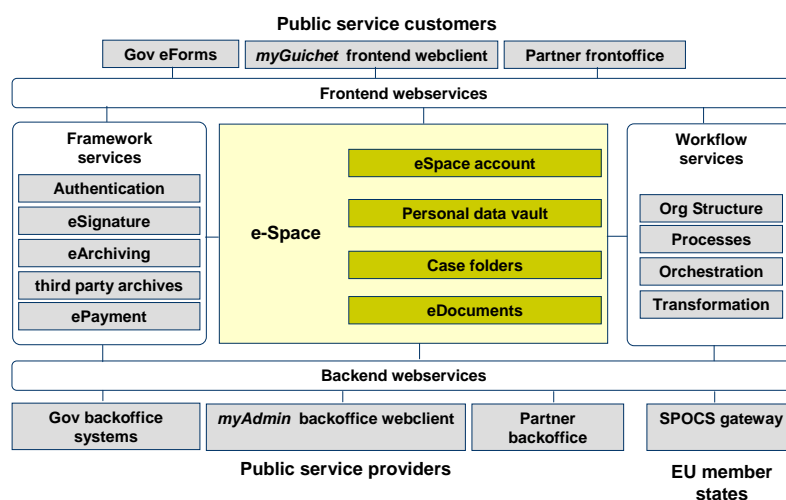 Public service customers
Gov eForms
myGuichet frontend webclient
Partner frontoffice
Frontend webservices
Framework
services
Authentication
eSignature
eArchiving
third party archives
ePayment
e-Space
eSpace account
Personal data vault
Case folders
eDocuments
Workflow
services
Org Structure
Processes
Orchestration
Transformation
Backend webservices
Gov backoffice
systems
myAdmin backoffice webclient
Partner
backoffice
SPOCS gateway
Public service providers
EU member
states